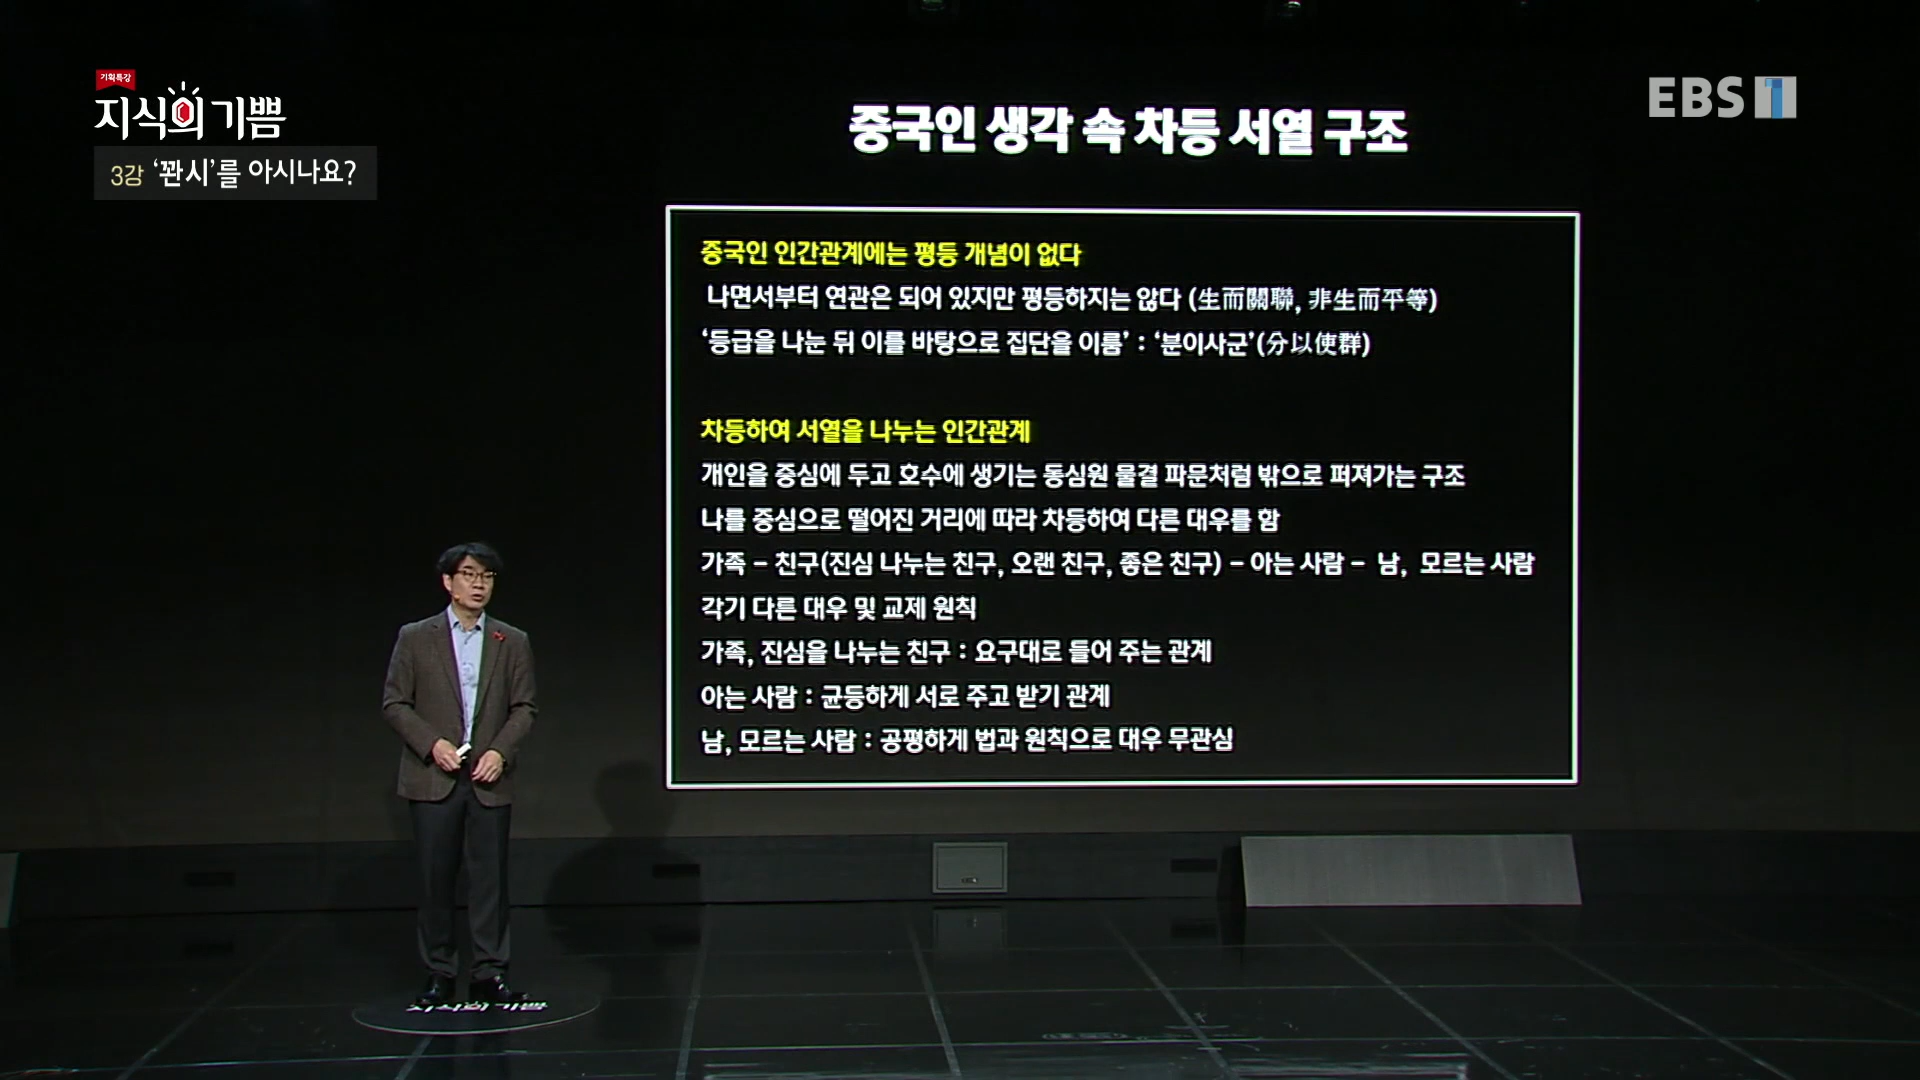 기획특강
지식의 기쁨
3강 ‘꽌시’를 아시나요?
EBS 1
중국인 생각 속 차등 서열 구조
중국인 인간관계에는 평등 개념이 없다
나면서부터 연관은 되어 있지만 평등하지는 않다 (生而關聯, 非生而平等)
‘등급을 나눈 뒤 이를 바탕으로 집단을 이룸’ : ‘분이사군’(分以使群)
차등하여 서열을 나누는 인간관계
개인을 중심에 두고 호수에 생기는 동심원 물결 파문처럼 밖으로 퍼져가는 구조
나를 중심으로 떨어진 거리에 따라 차등하여 다른 대우를 함
가족 – 친구(진심 나누는 친구, 오랜 친구, 좋은 친구) – 아는 사람 – 남, 모르는 사람
각기 다른 대우 및 교제 원칙
가족, 진심을 나누는 친구 : 요구대로 들어 주는 관계
아는 사람 : 균등하게 서로 주고 받기 관계
남, 모르는 사람 : 공평하게 법과 원칙으로 대우 무관심
지식의 기쁨